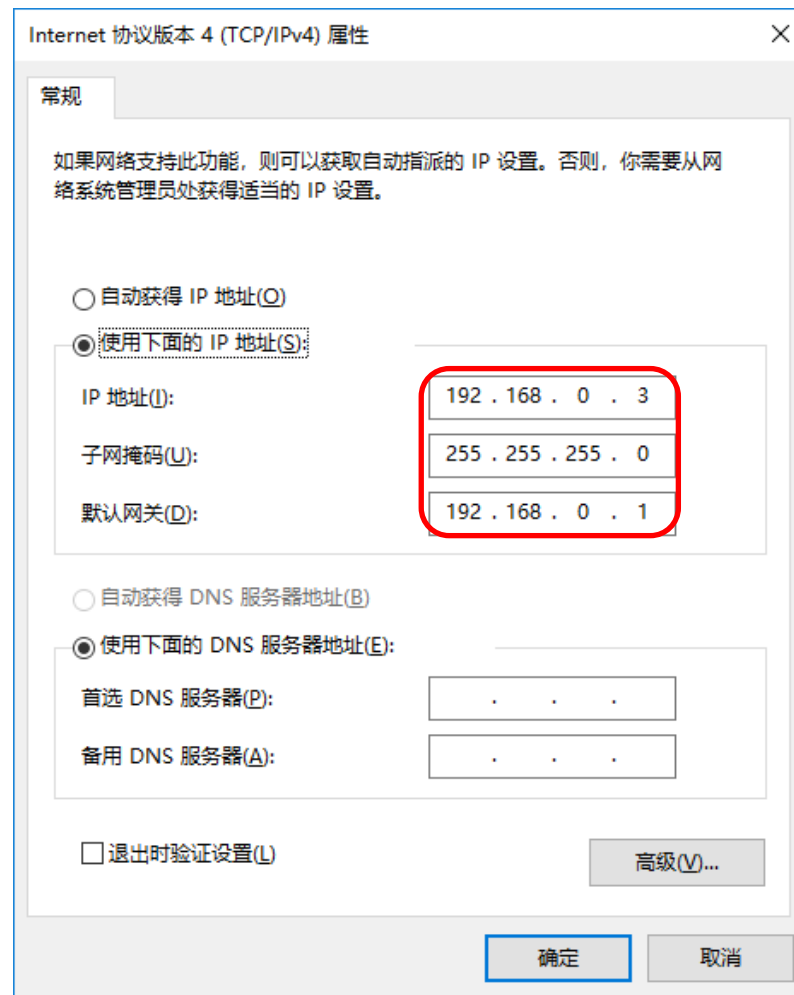 Internet 协议版本 4 (TCP/IPv4) 属性
常规
如果网络支持此功能，则可以获取自动指派的 IP 设置。否则，你需要从网
络系统管理员处获得适当的 IP 设置。
自动获得 IP 地址(O)
使用下面的 IP 地址(S):
IP 地址(I): 192 . 168 . 0 . 3
子网掩码(U): 255 . 255 . 255 . 0
默认网关(D): 192 . 168 . 0 . 1
自动获得 DNS 服务器地址(B)
使用下面的 DNS 服务器地址(E):
首选 DNS 服务器(P): . . .
备用 DNS 服务器(A): . . .
退出时验证设置(L)
高级(V)...
确定 取消